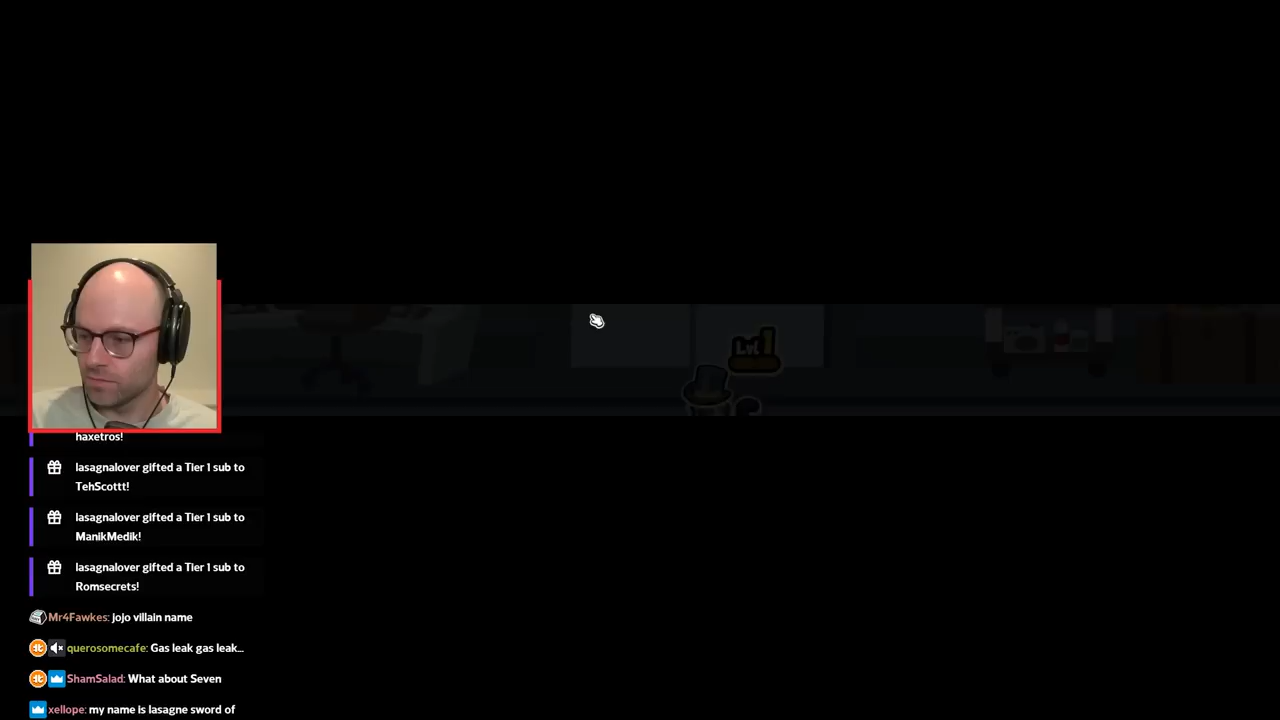 Lvl 1
haxetros!
lasagnalover gifted a Tier 1 sub to
TehScottt!
lasagnalover gifted a Tier 1 sub to
ManikMedik!
lasagnalover gifted a Tier 1 sub to
Romsecrets!
Mr4Fawkes: jojo villain name
querosomecafe: Gas leak gas leak...
ShamSalad: What about Seven
xellope: my name is lasagne sword of